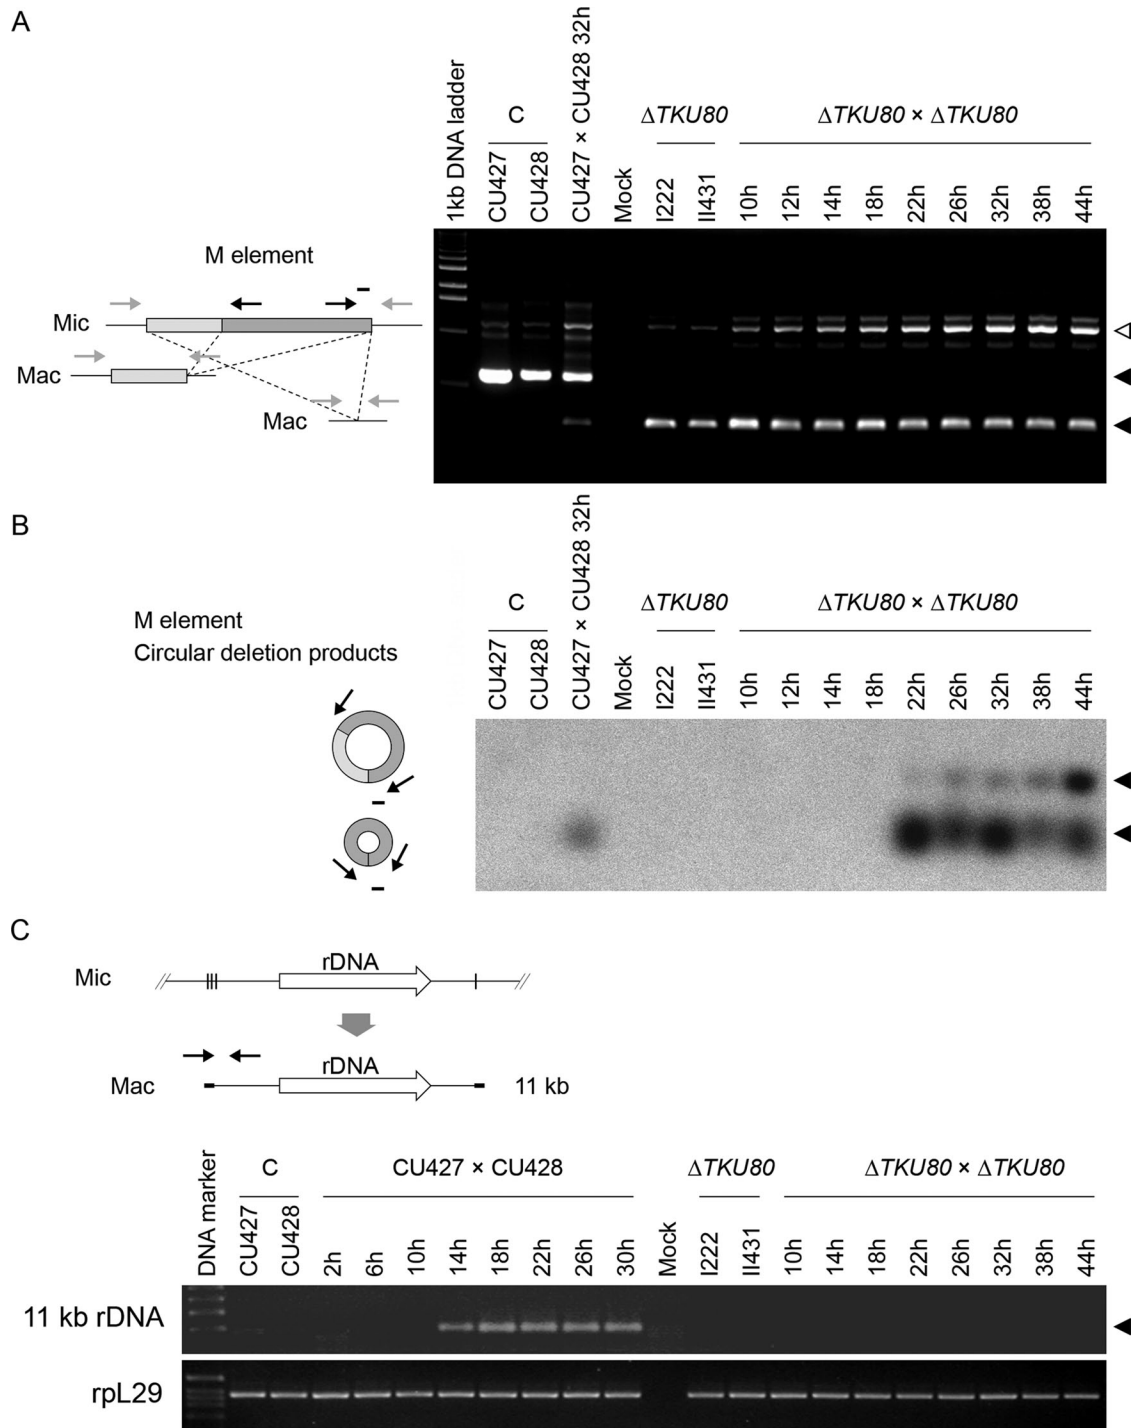 A
1kb DNA ladder
C
CU427
CU428
CU427 × CU428 32h
Mock
ΔTKU80
I222
II431
ΔTKU80 × ΔTKU80
10h
12h
14h
18h
22h
26h
32h
38h
44h
M element
Mic
Mac
Mac
B
M element
Circular deletion products
C
CU427
CU428
CU427 × CU428 32h
Mock
ΔTKU80
I222
II431
ΔTKU80 × ΔTKU80
10h
12h
14h
18h
22h
26h
32h
38h
44h
C
Mic
rDNA
Mac
rDNA
11 kb
DNA marker
C
CU427
CU428
CU427 × CU428
2h
6h
10h
14h
18h
22h
26h
30h
Mock
ΔTKU80
I222
II431
ΔTKU80 × ΔTKU80
10h
14h
18h
22h
26h
32h
38h
44h
11 kb rDNA
rpL29